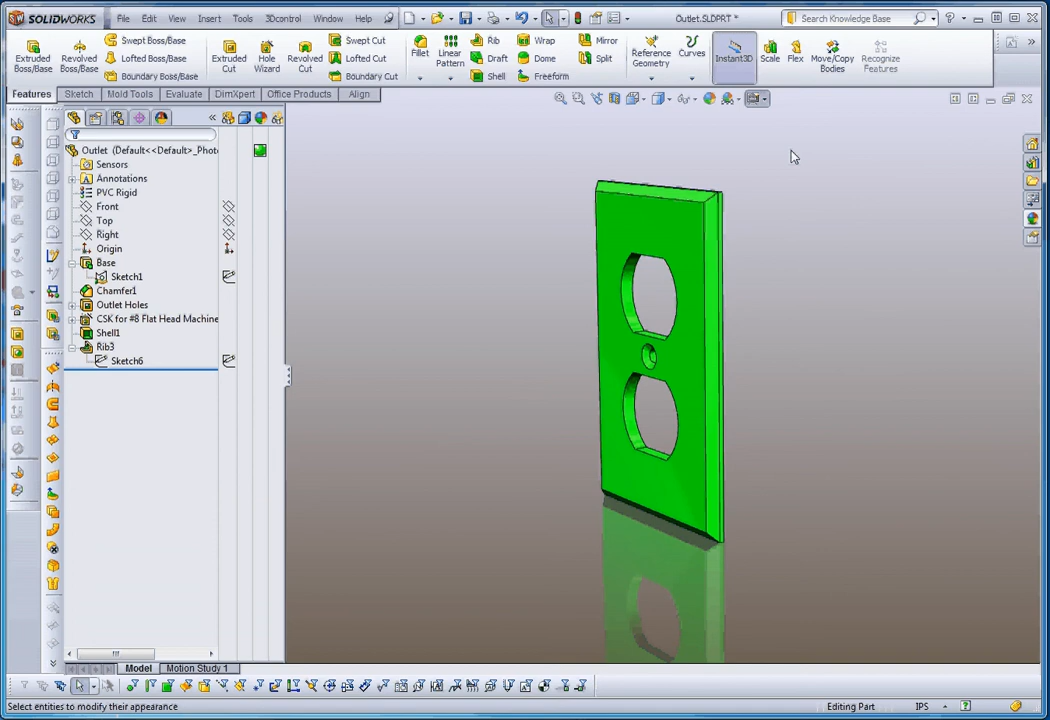 SOLIDWORKS File Edit View Insert Tools 3Dcontrol Window Help Outlet.SLDPRT * Search Knowledge Base
Extruded Boss/Base
Revolved Boss/Base
Swept Boss/Base
Lofted Boss/Base
Boundary Boss/Base
Extruded Cut
Hole Wizard
Revolved Cut
Swept Cut
Lofted Cut
Boundary Cut
Fillet
Linear Pattern
Rib
Draft
Shell
Wrap
Dome
Freeform
Mirror
Split
Reference Geometry
Curves
Instant3D
Scale
Flex
Move/Copy Bodies
Recognize Features
Features Sketch Mold Tools Evaluate DimXpert Office Products Align
Outlet (Default<<Default>_Phot
Sensors
Annotations
PVC Rigid
Front
Top
Right
Origin
Base
Sketch1
Chamfer1
Outlet Holes
CSK for #8 Flat Head Machine
Shell1
Rib3
Sketch6
Model Motion Study 1
Select entities to modify their appearance Editing Part IPS